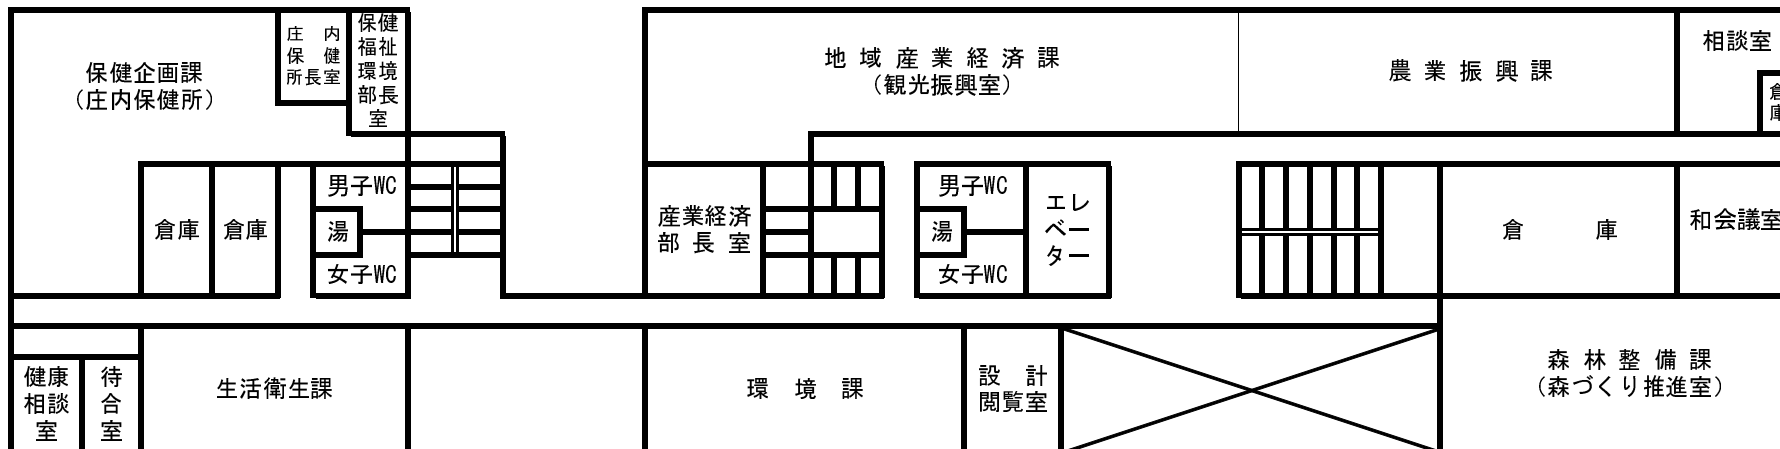 保健企画課
（庄内保健所）
庄内
保健
所長室
保健
福祉
環境
部長
室
地域産業経済課
（観光振興室）
農業振興課
相談室
倉
庫
倉庫
倉庫
男子WC
湯
女子WC
産業経済
部長室
男子WC
湯
女子WC
エレ
ベー
ター
倉庫
和会議室
健康
相談
室
待
合
室
生活衛生課
環境課
設計
閲覧室
森林整備課
（森づくり推進室）